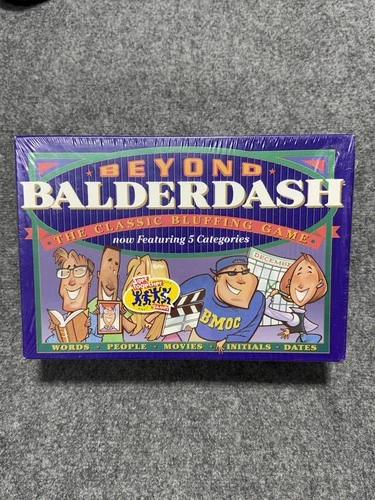 BEYOND
BALDERDASH
THE CLASSIC BLUFFING GAME
now Featuring 5 Categories
DECEMBER
BMOC
WORDS • PEOPLE • MOVIES • INITIALS • DATES